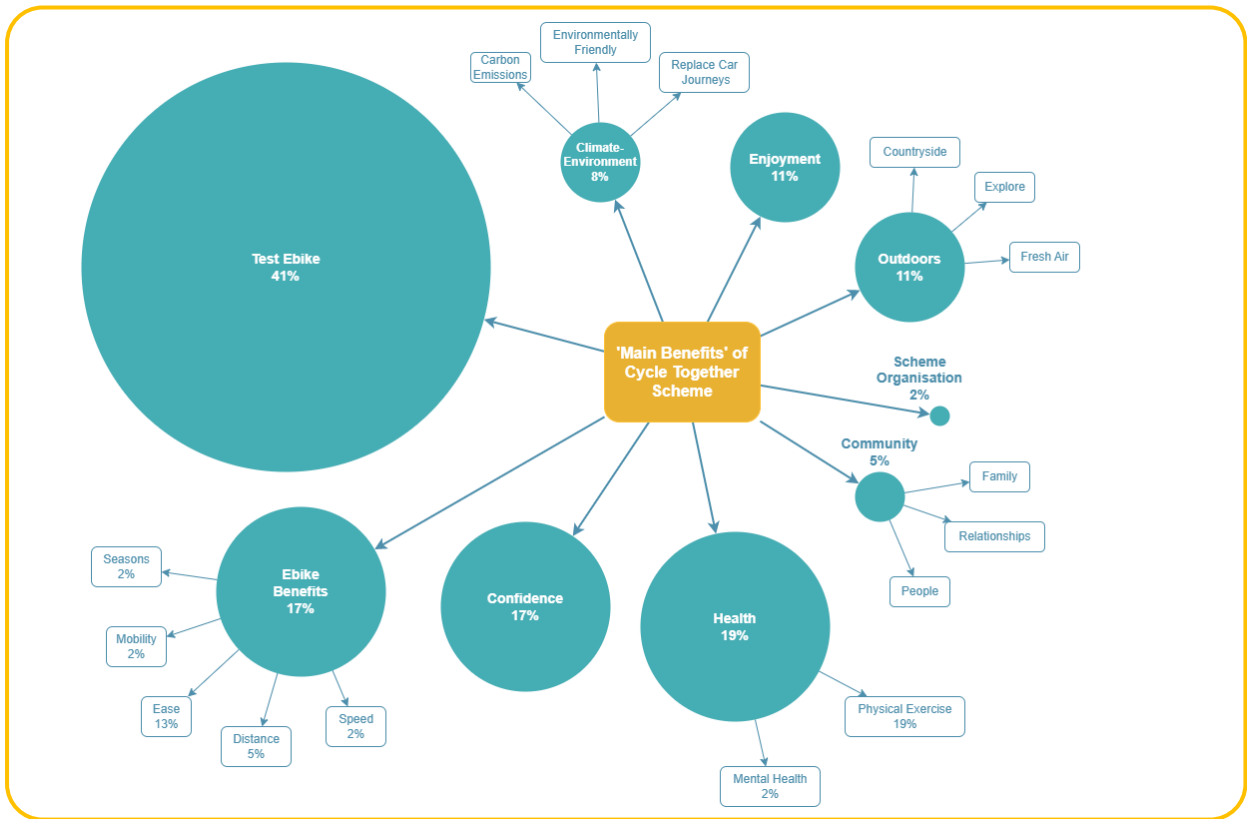 Environmentally
Friendly
Carbon
Emissions
Replace Car
Journeys
Climate-
Environment
8%
Enjoyment
11%
Countryside
Explore
Outdoors
11%
Fresh Air
Test Ebike
41%
'Main Benefits' of
Cycle Together
Scheme
Scheme
Organisation
2%
Community
5%
Family
Relationships
People
Seasons
2%
Ebike
Benefits
17%
Mobility
2%
Ease
13%
Distance
5%
Speed
2%
Confidence
17%
Health
19%
Physical Exercise
19%
Mental Health
2%